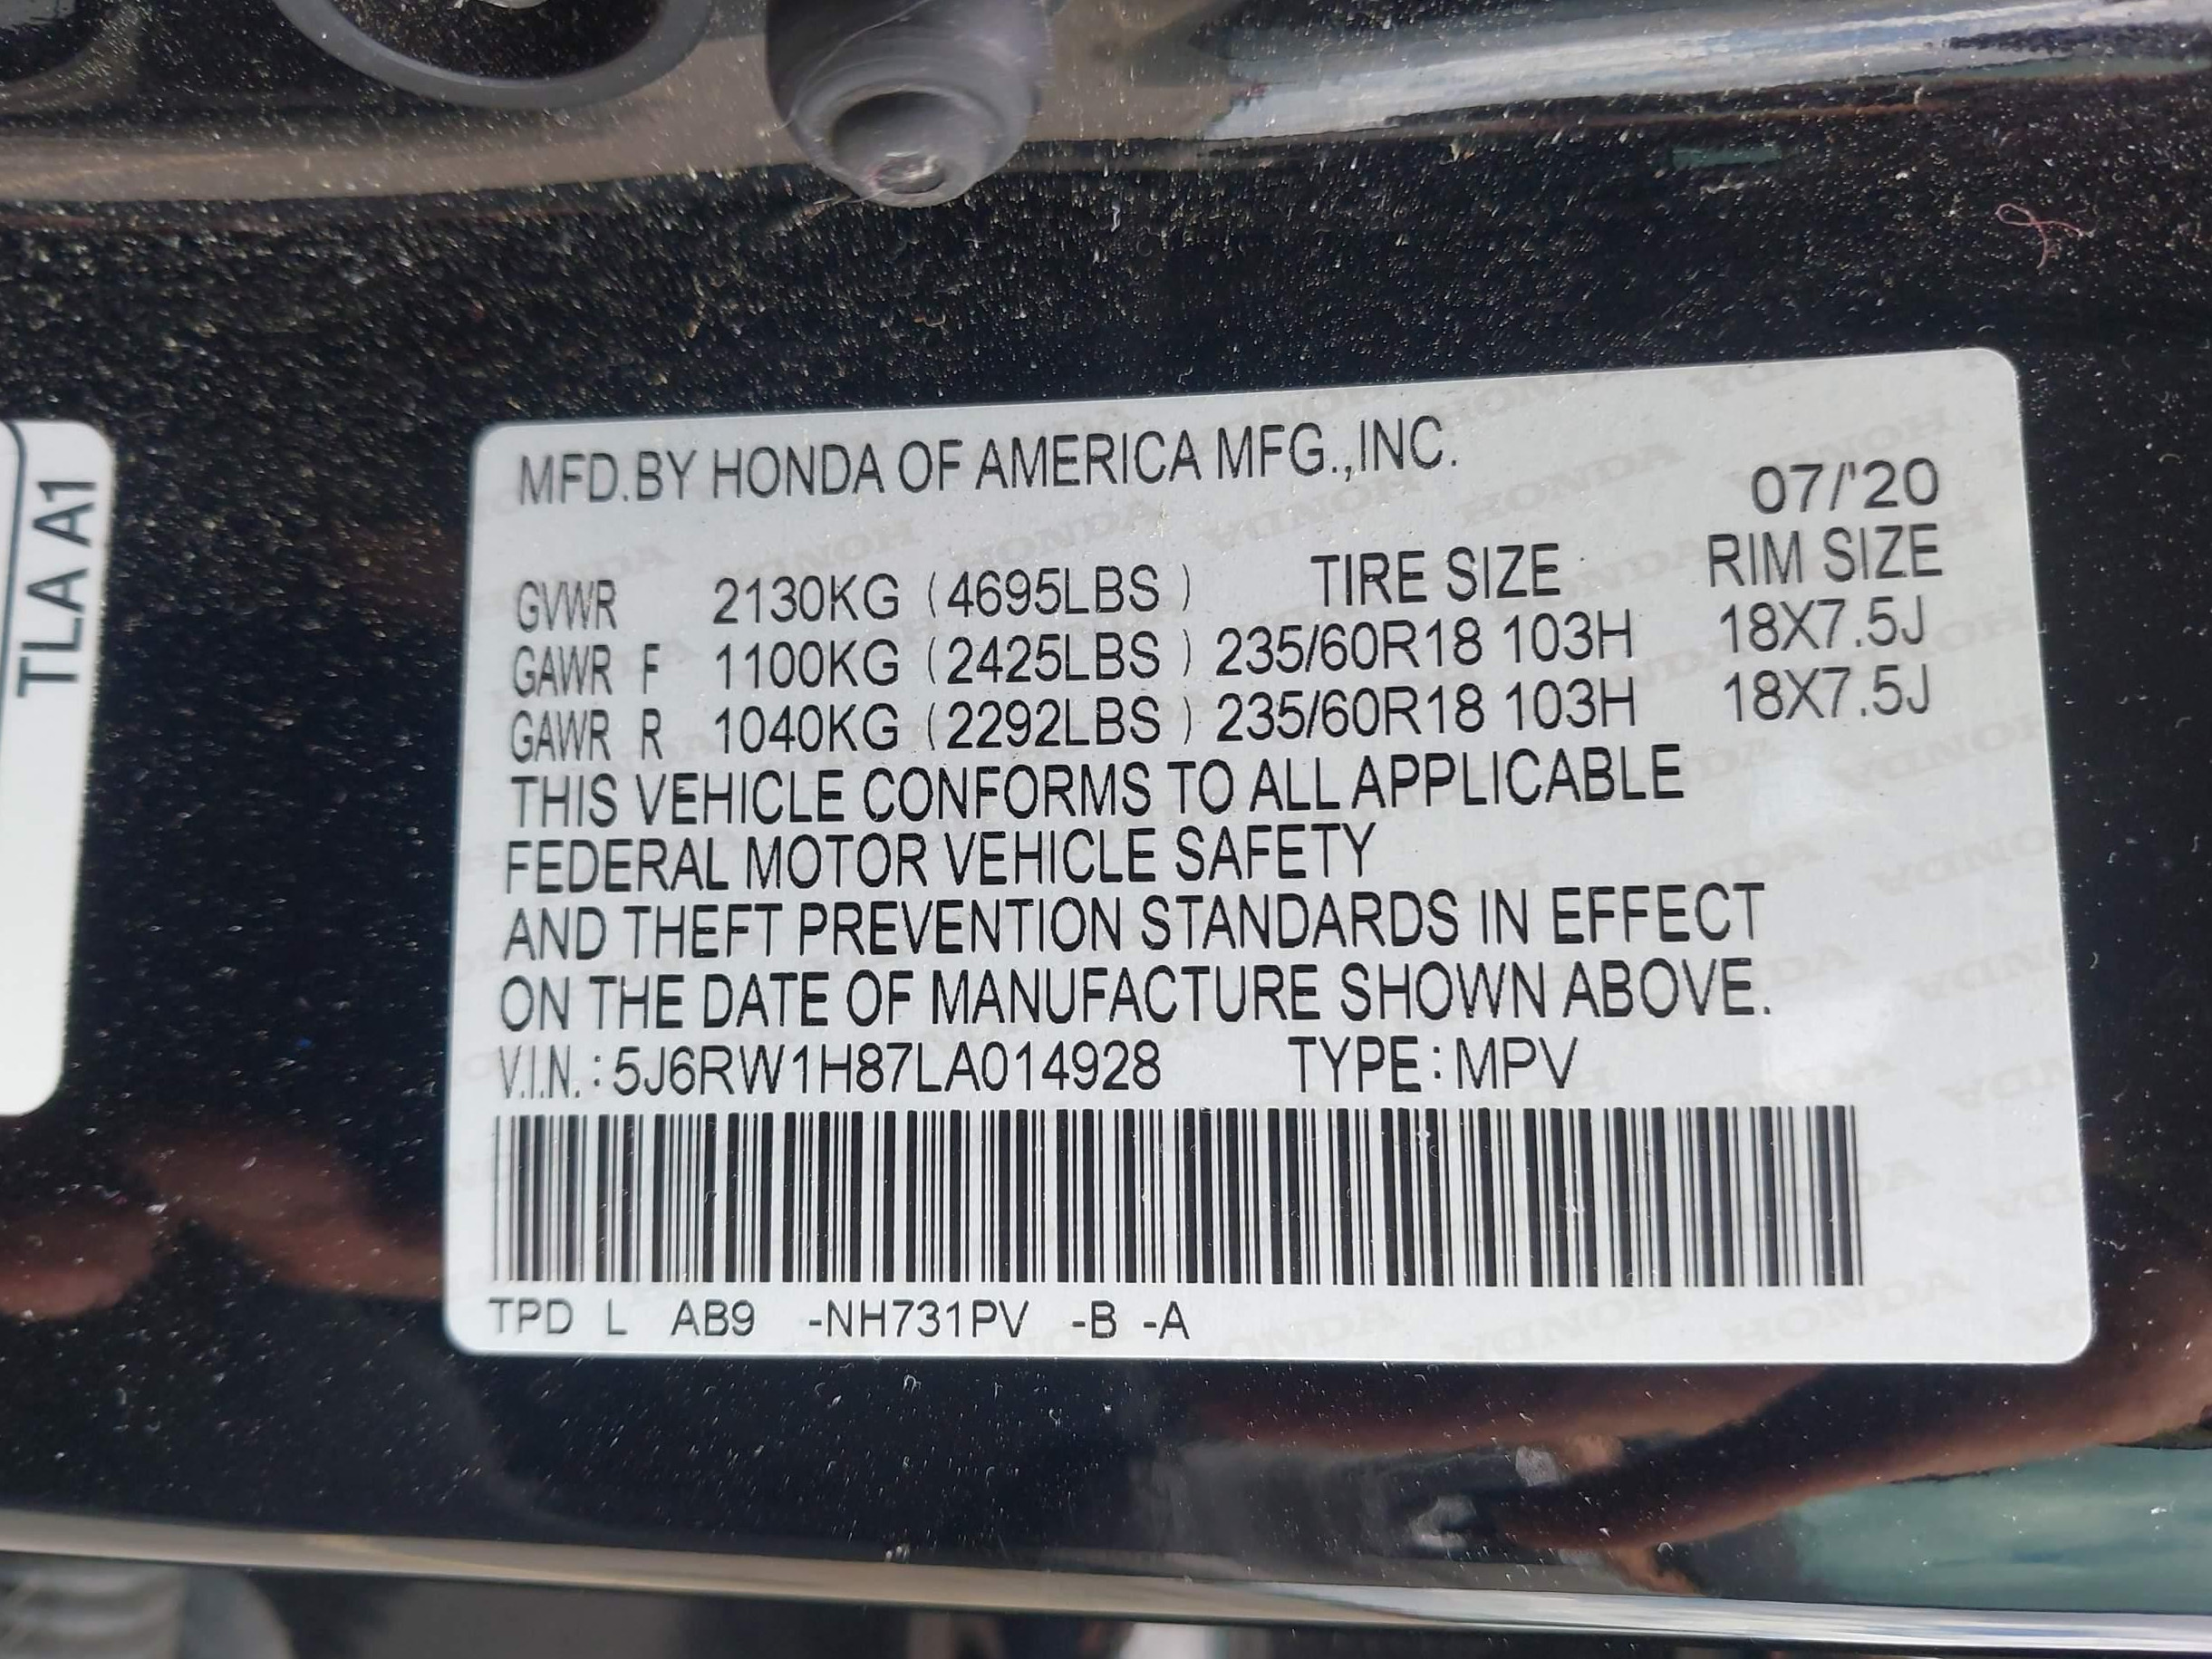 TLA A1
MFD.BY HONDA OF AMERICA MFG.,INC.
07/'20
GVWR 2130KG (4695LBS) TIRE SIZE RIM SIZE
GAWR F 1100KG (2425LBS) 235/60R18 103H 18X7.5J
GAWR R 1040KG (2292LBS) 235/60R18 103H 18X7.5J
THIS VEHICLE CONFORMS TO ALL APPLICABLE
FEDERAL MOTOR VEHICLE SAFETY
AND THEFT PREVENTION STANDARDS IN EFFECT
ON THE DATE OF MANUFACTURE SHOWN ABOVE.
V.I.N.: 5J6RW1H87LA014928 TYPE: MPV
TPD L AB9 -NH731PV -B -A